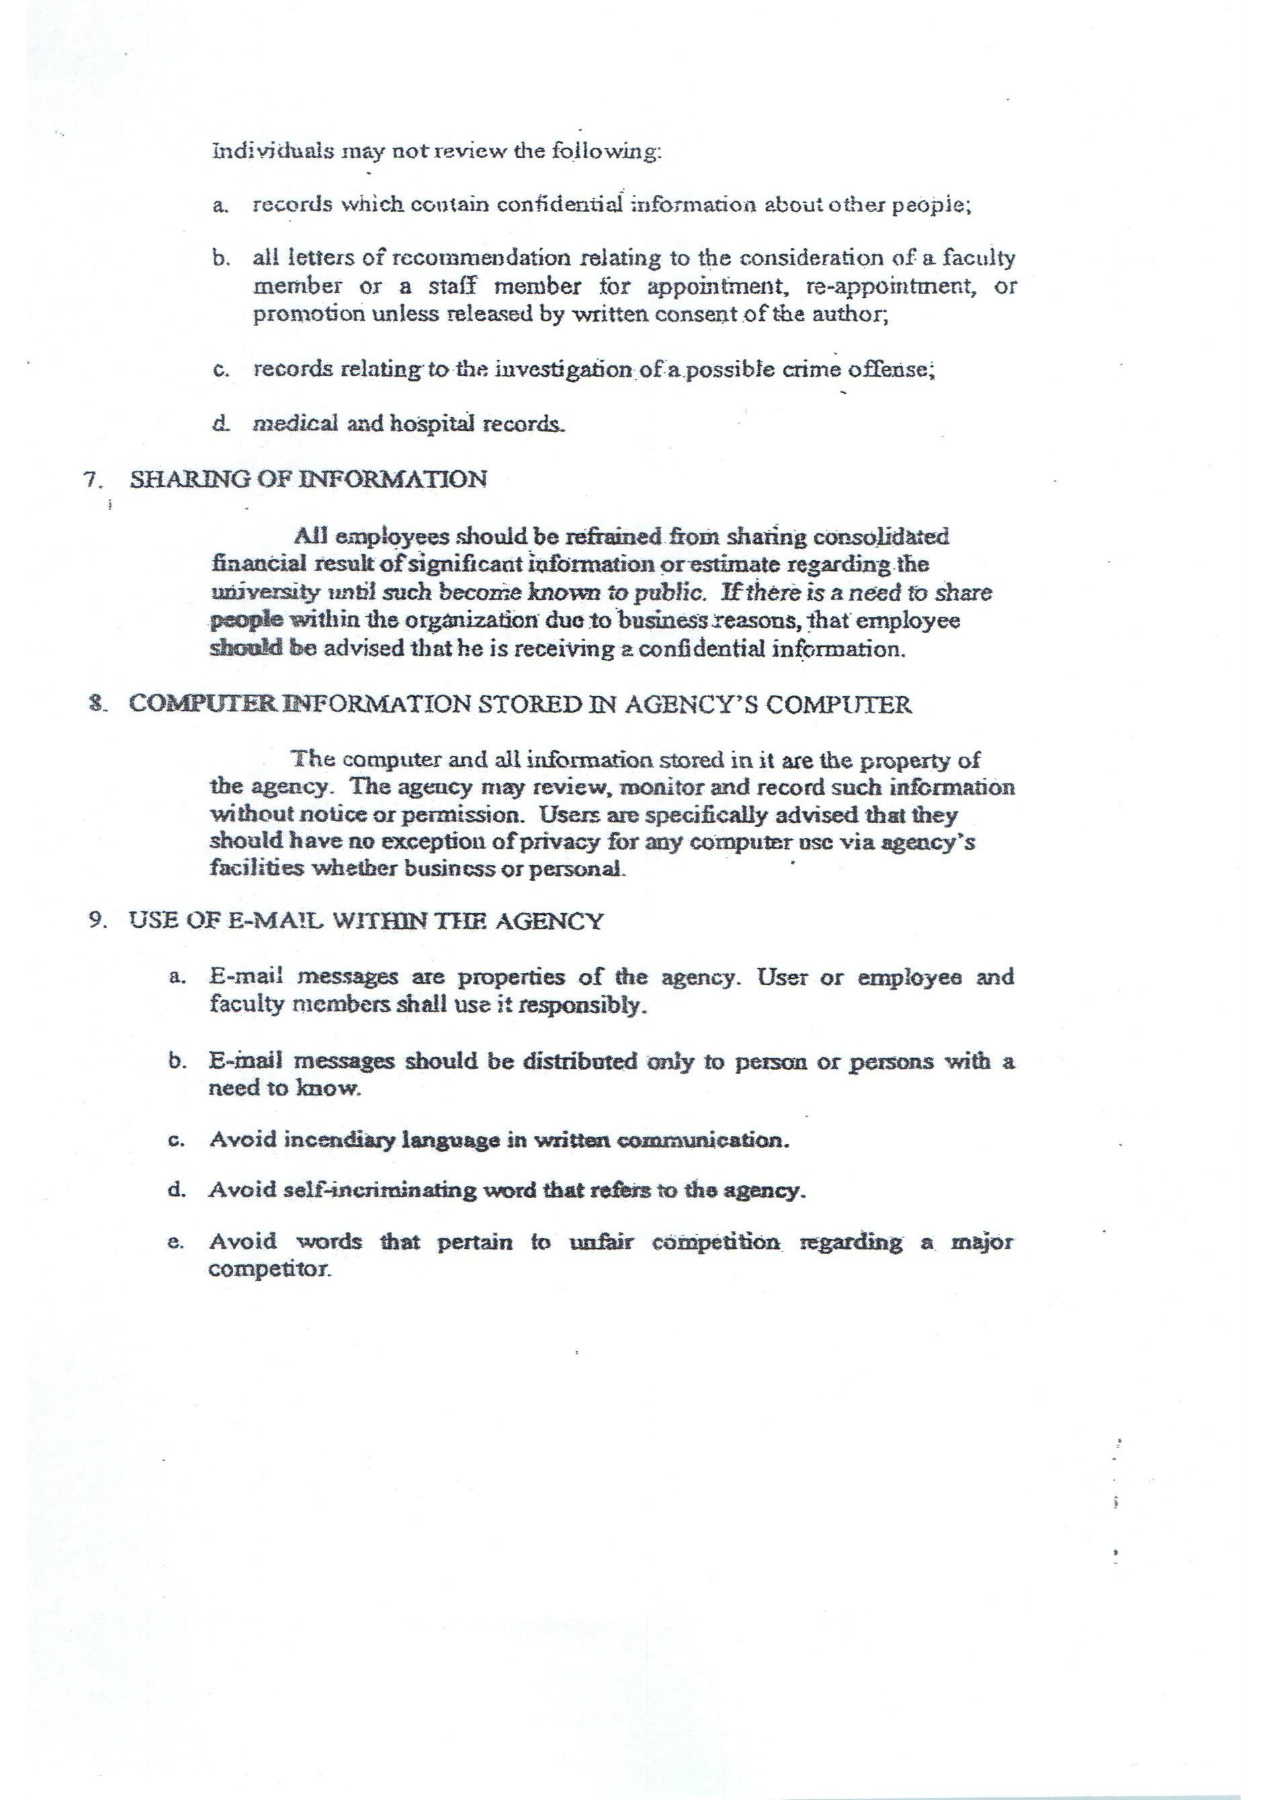 Individuals may not review the following:
a. records which contain confidential information about other people;
b. all letters of recommendation relating to the consideration of a faculty
member or a staff member for appointment, re-appointment, or
promotion unless released by written consent of the author;
c. records relating to the investigation of a possible crime offense;
d. medical and hospital records.
7. SHARING OF INFORMATION
All employees should be refrained from sharing consolidated
financial result of significant information or estimate regarding the
university until such become known to public. If there is a need to share
people within the organization due to business reasons, that employee
should be advised that he is receiving a confidential information.
8. COMPUTER INFORMATION STORED IN AGENCY'S COMPUTER
The computer and all information stored in it are the property of
the agency. The agency may review, monitor and record such information
without notice or permission. Users are specifically advised that they
should have no exception of privacy for any computer use via agency's
facilities whether business or personal.
9. USE OF E-MAIL WITHIN THE AGENCY
a. E-mail messages are properties of the agency. User or employee and
faculty members shall use it responsibly.
b. E-mail messages should be distributed only to person or persons with a
need to know.
c. Avoid incendiary language in written communication.
d. Avoid self-incriminating word that refers to the agency.
e. Avoid words that pertain to unfair competition regarding a major
competitor.